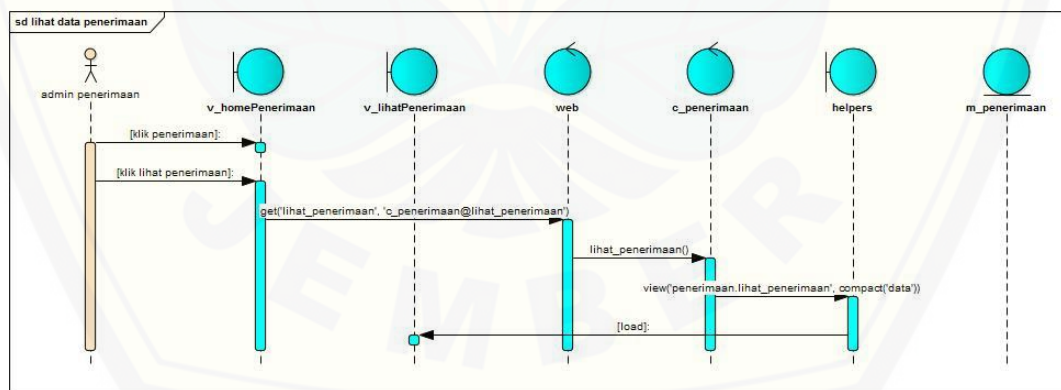 sd lihat data penerimaan
admin penerimaan
v_homePenerimaan
v_lihatPenerimaan
web
c_penerimaan
helpers
m_penerimaan
[klik penerimaan]:
[klik lihat penerimaan]:
get('lihat_penerimaan', 'c_penerimaan@lihat_penerimaan')
lihat_penerimaan()
view('penerimaan.lihat_penerimaan', compact('data'))
[load]:
JEMBER